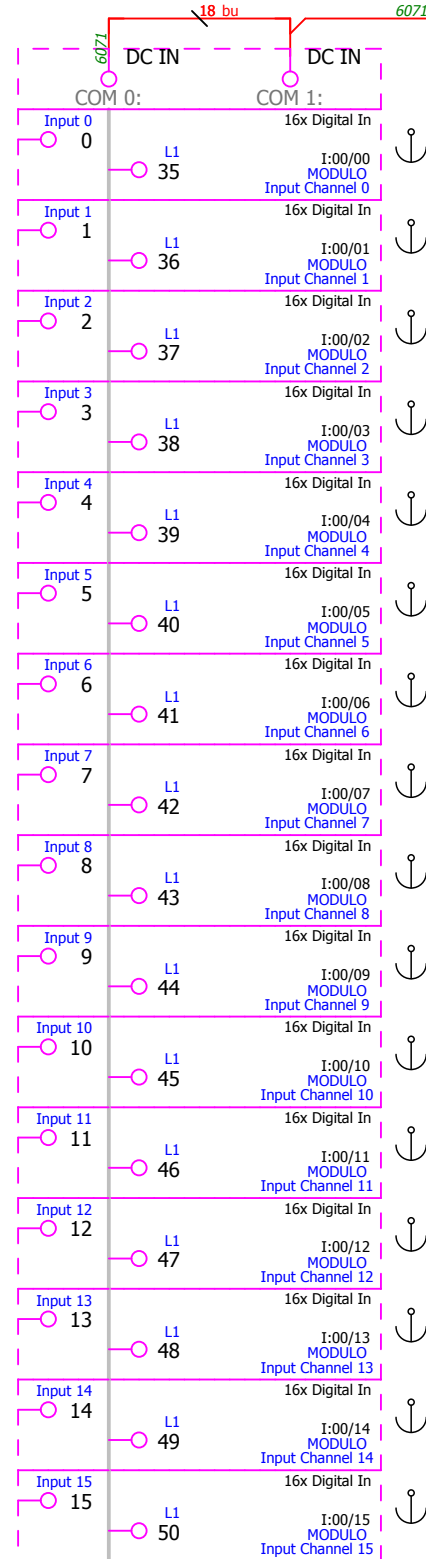 18 bu
6071
6071
DC IN
DC IN
COM 0:
COM 1:
Input 0
16x Digital In
0
L1
35
I:00/00
MODULO
Input Channel 0
Input 1
16x Digital In
1
L1
36
I:00/01
MODULO
Input Channel 1
Input 2
16x Digital In
2
L1
37
I:00/02
MODULO
Input Channel 2
Input 3
16x Digital In
3
L1
38
I:00/03
MODULO
Input Channel 3
Input 4
16x Digital In
4
L1
39
I:00/04
MODULO
Input Channel 4
Input 5
16x Digital In
5
L1
40
I:00/05
MODULO
Input Channel 5
Input 6
16x Digital In
6
L1
41
I:00/06
MODULO
Input Channel 6
Input 7
16x Digital In
7
L1
42
I:00/07
MODULO
Input Channel 7
Input 8
16x Digital In
8
L1
43
I:00/08
MODULO
Input Channel 8
Input 9
16x Digital In
9
L1
44
I:00/09
MODULO
Input Channel 9
Input 10
16x Digital In
10
L1
45
I:00/10
MODULO
Input Channel 10
Input 11
16x Digital In
11
L1
46
I:00/11
MODULO
Input Channel 11
Input 12
16x Digital In
12
L1
47
I:00/12
MODULO
Input Channel 12
Input 13
16x Digital In
13
L1
48
I:00/13
MODULO
Input Channel 13
Input 14
16x Digital In
14
L1
49
I:00/14
MODULO
Input Channel 14
Input 15
16x Digital In
15
L1
50
I:00/15
MODULO
Input Channel 15